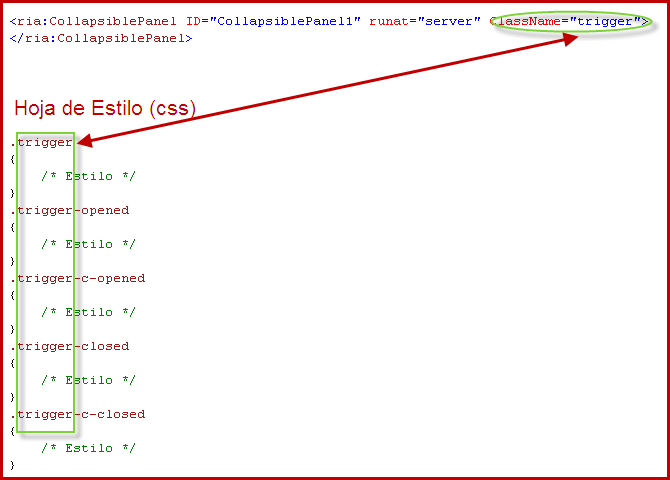 <ria:CollapsiblePanel ID="CollapsiblePanel1" runat="server" ClassName="trigger">
</ria:CollapsiblePanel>
Hoja de Estilo (css)
.trigger
{
/* Estilo */
}
.trigger-opened
{
/* Estilo */
}
.trigger-c-opened
{
/* Estilo */
}
.trigger-closed
{
/* Estilo */
}
.trigger-c-closed
{
/* Estilo */
}